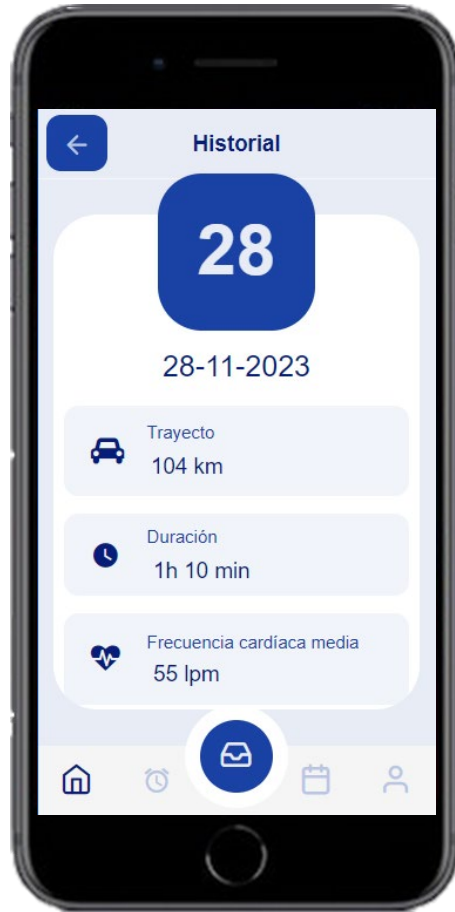 Historial
28
28-11-2023
Trayecto
104 km
Duración
1h 10 min
Frecuencia cardíaca media
55 lpm